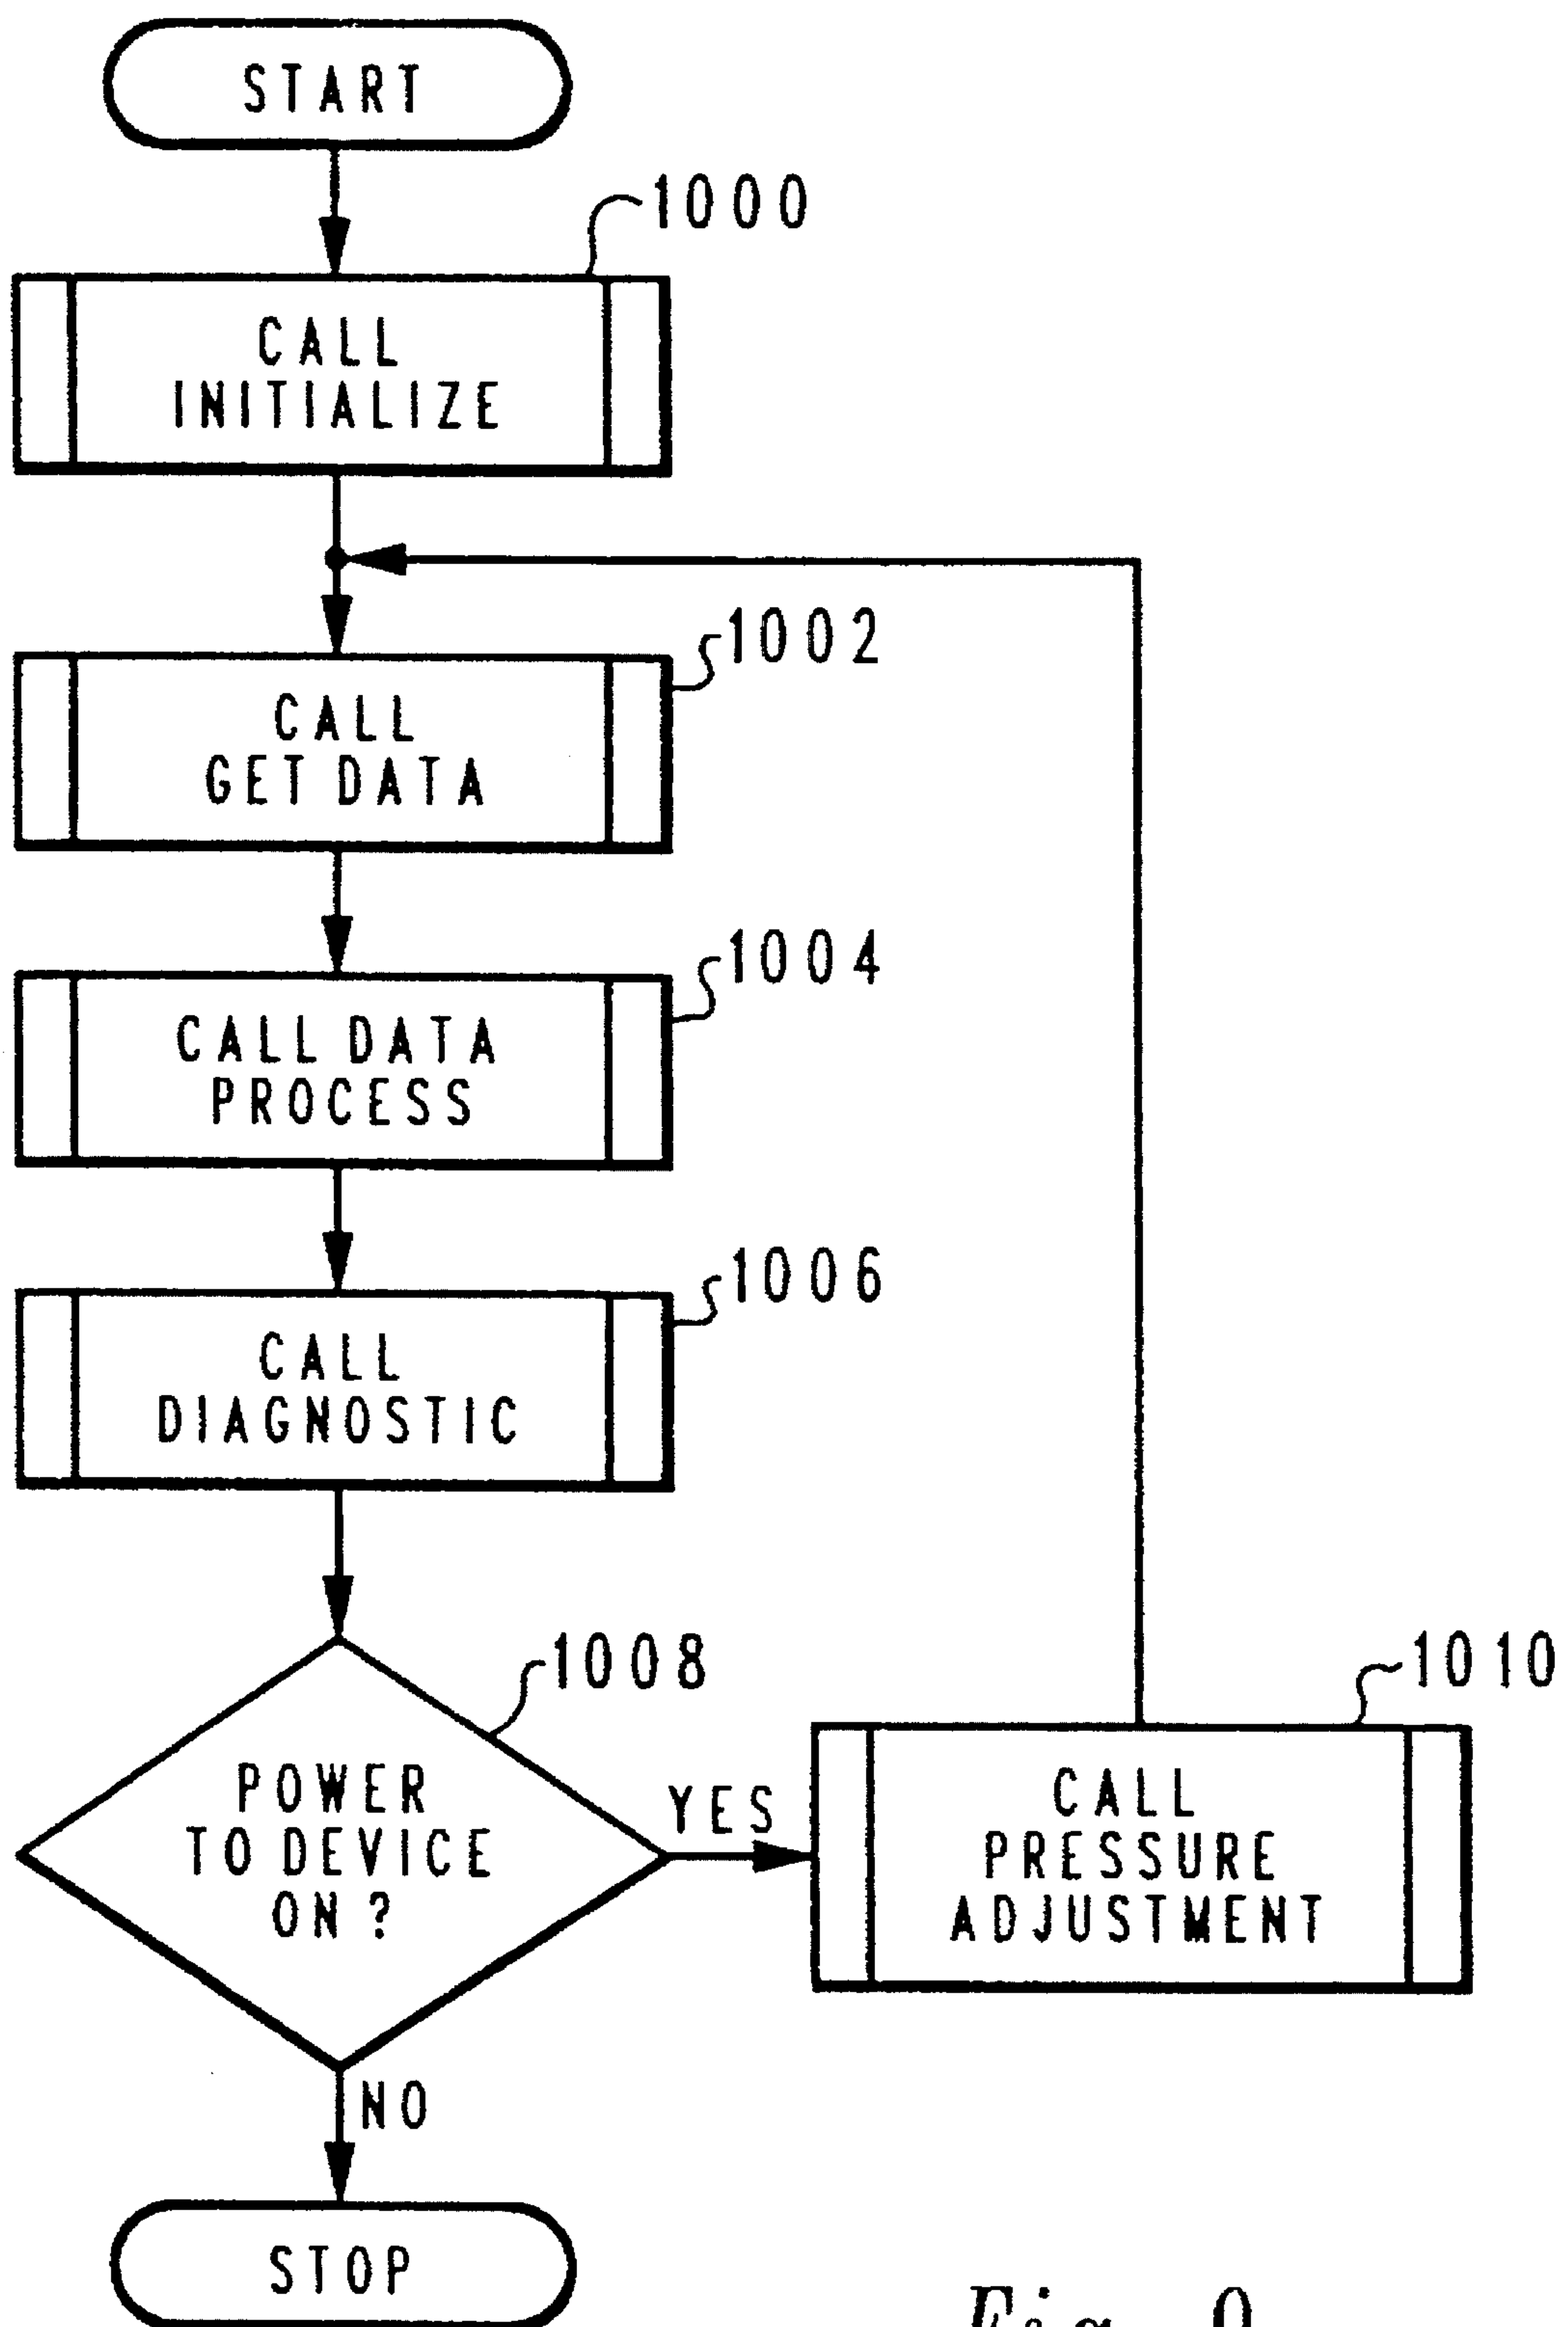 START
1000
CALL
INITIALIZE
1002
CALL
GET DATA
1004
CALL DATA
PROCESS
1006
CALL
DIAGNOSTIC
1008
POWER
TO DEVICE
ON ?
YES
1010
CALL
PRESSURE
ADJUSTMENT
NO
STOP